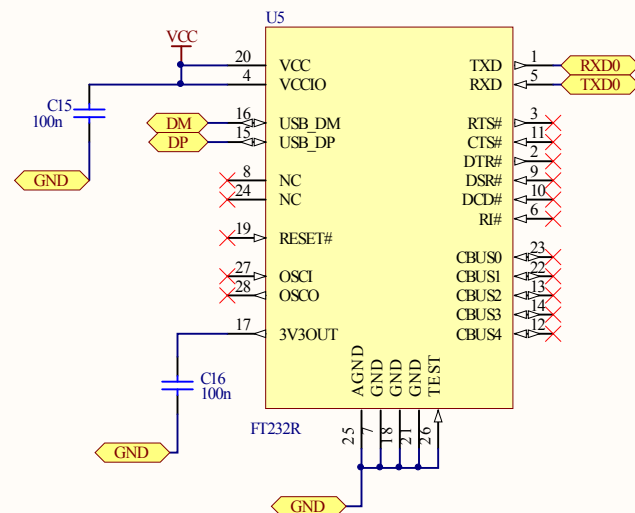 U5
VCC
20 VCC TXD 1 RXD0
4 VCCIO RXD 5 TXD0
C15
100n
DM 16 USB_DM RTS# 3
DP 15 USB_DP CTS# 11
DTR# 2
GND 8 NC DSR# 9
24 NC DCD# 10
RI# 6
19 RESET#
CBUS0 23
27 OSCI CBUS1 22
28 OSCO CBUS2 13
CBUS3 14
17 3V3OUT CBUS4 12
C16
100n
AGND GND GND GND TEST
FT232R
25 7 18 21 26
GND
GND